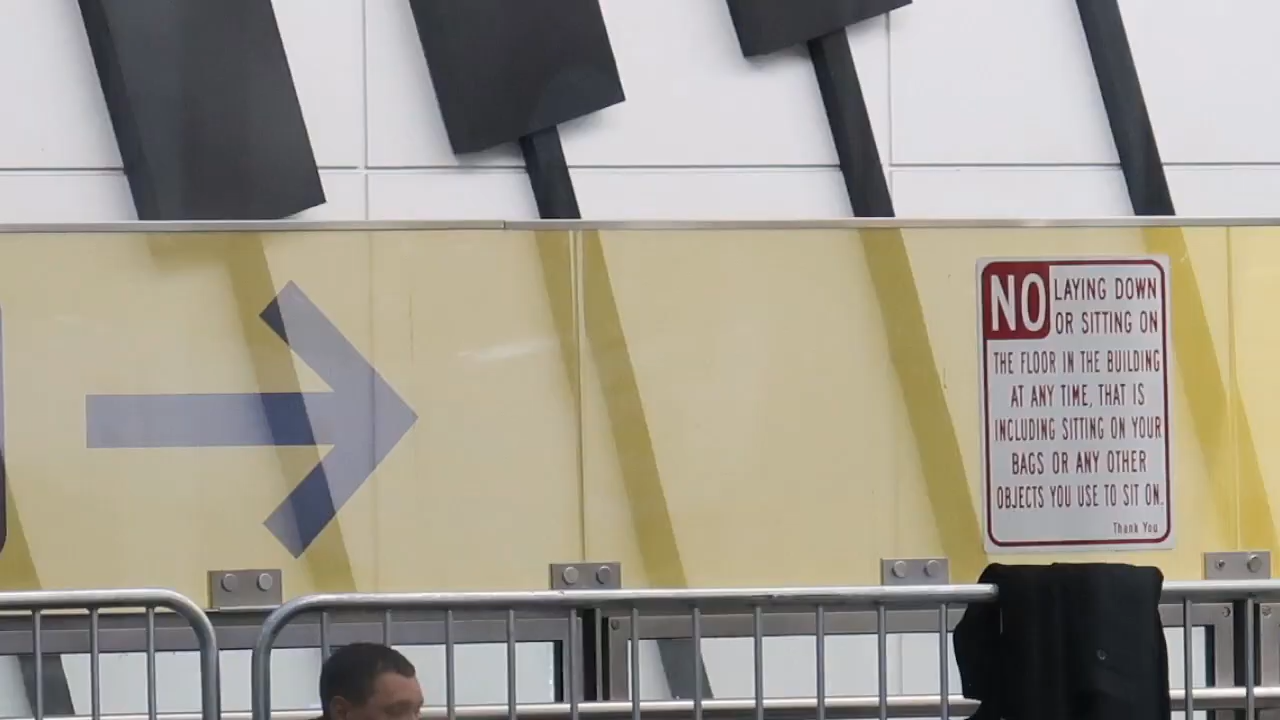 NO LAYING DOWN
OR SITTING ON
THE FLOOR IN THE BUILDING
AT ANY TIME, THAT IS
INCLUDING SITTING ON YOUR
BAGS OR ANY OTHER
OBJECTS YOU USE TO SIT ON.
Thank You